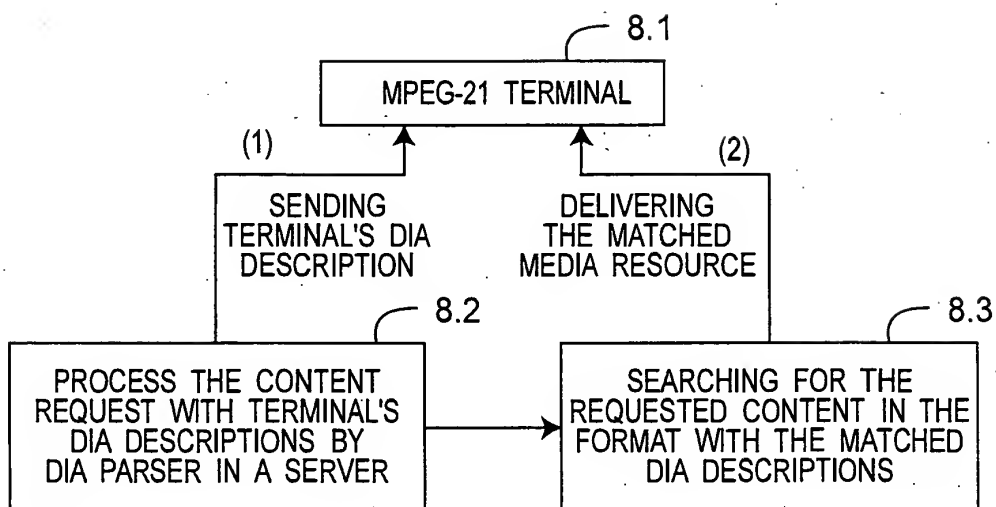 8.1
MPEG-21 TERMINAL
(1)
SENDING
TERMINAL'S DIA
DESCRIPTION
(2)
DELIVERING
THE MATCHED
MEDIA RESOURCE
8.2
PROCESS THE CONTENT
REQUEST WITH TERMINAL'S
DIA DESCRIPTIONS BY
DIA PARSER IN A SERVER
8.3
SEARCHING FOR THE
REQUESTED CONTENT IN THE
FORMAT WITH THE MATCHED
DIA DESCRIPTIONS